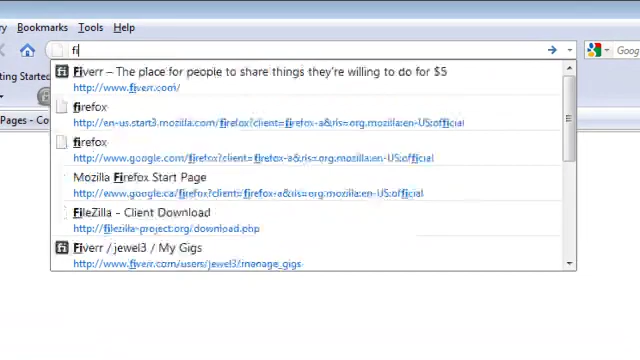 ry Bookmarks Tools Help
fi
Goog
tting Started
Fiverr – The place for people to share things they're willing to do for $5
http://www.fiverr.com/
firefox
http://en-us.start3.mozilla.com/firefox?client=firefox-a&rls=org.mozilla:en-US:official
Pages - Co
firefox
http://www.google.com/firefox?client=firefox-a&rls=org.mozilla:en-US:official
Mozilla Firefox Start Page
http://www.google.ca/firefox?client=firefox-a&rls=org.mozilla:en-US:official
FileZilla - Client Download
http://filezilla-project.org/download.php
Fiverr / jewel3 / My Gigs
http://www.fiverr.com/users/jewel3/manage_gigs